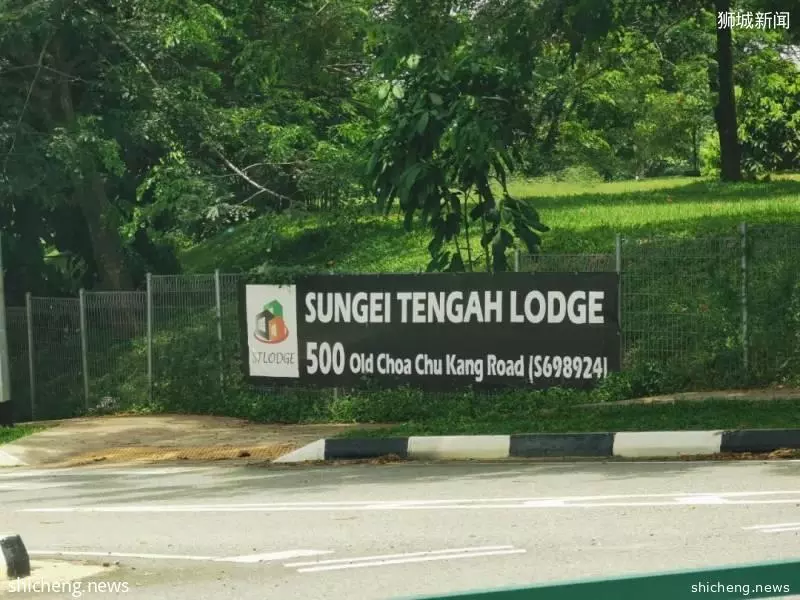 狮城新闻
SUNGEI TENGAH LODGE
STLODGE
500 Old Choa Chu Kang Road (S698924)
shicheng.news
shicheng.news